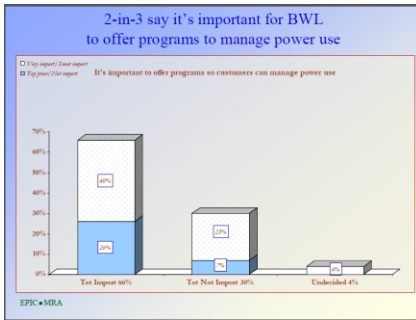 2-in-3 say it's important for BWL
to offer programs to manage power use
Very import/Smwt import
Top prior/Not import
It's important to offer programs so customers can manage power use
70%
60%
50%
40%
30%
20%
10%
0%
40%
26%
23%
7%
4%
Tot Import 66%
Tot Not Import 30%
Undecided 4%
EPIC▪MRA